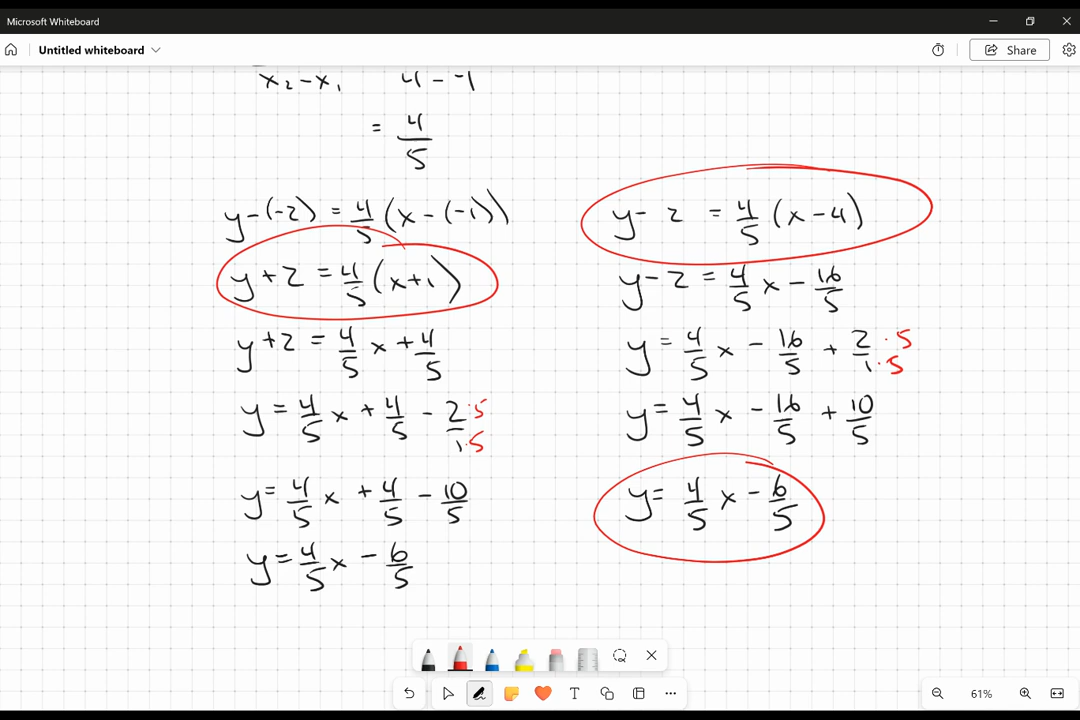 Microsoft Whiteboard
Untitled whiteboard
Share
x₂ - x₁ 4 - -1
= 4/5
y-(-2) = 4/5 (x-(-1))
y+2 = 4/5 (x+1)
y+2 = 4/5 x + 4/5
y = 4/5 x + 4/5 - 2/1 ·5/·5
y = 4/5 x + 4/5 - 10/5
y = 4/5 x - 6/5
y - 2 = 4/5 (x-4)
y - 2 = 4/5 x - 16/5
y = 4/5 x - 16/5 + 2/1 ·5/·5
y = 4/5 x - 16/5 + 10/5
y = 4/5 x - 6/5
61%